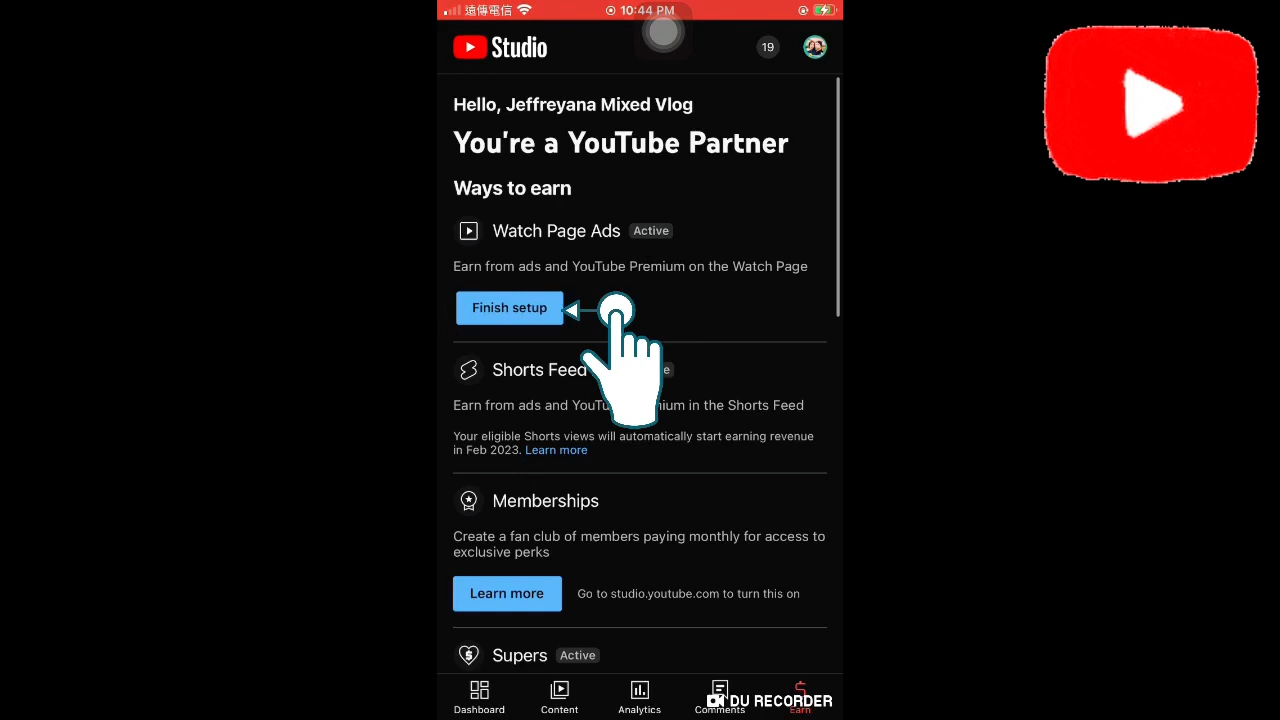 遠傳電信 10:44 PM
Studio 19
Hello, Jeffreyana Mixed Vlog
You're a YouTube Partner
Ways to earn
Watch Page Ads Active
Earn from ads and YouTube Premium on the Watch Page
Finish setup
Shorts Feed
Earn from ads and in the Shorts Feed
Your eligible Shorts views will automatically start earning revenue
in Feb 2023. Learn more
Memberships
Create a fan club of members paying monthly for access to
exclusive perks
Learn more Go to studio.youtube.com to turn this on
Supers Active
DU RECORDER
Dashboard Content Analytics Comments Earn